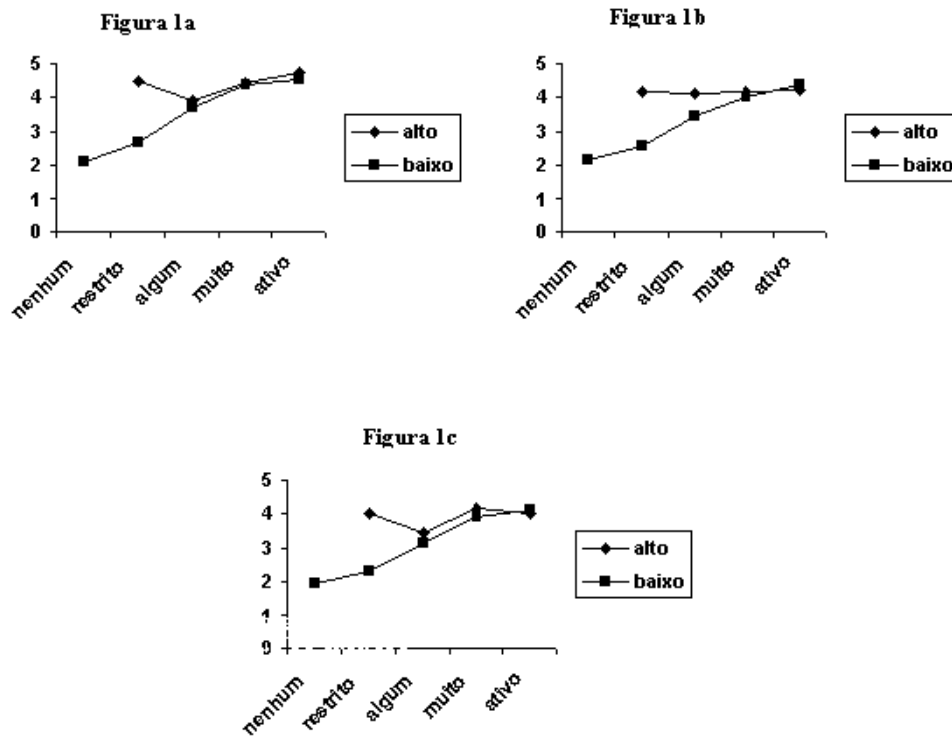 Figura 1a
5
4
3
2
1
0
alto
baixo
nenhum
restrito
algum
muito
ativo
Figura 1b
5
4
3
2
1
0
alto
baixo
nenhum
restrito
algum
muito
ativo
Figura 1c
5
4
3
2
1
0
alto
baixo
nenhum
restrito
algum
muito
ativo